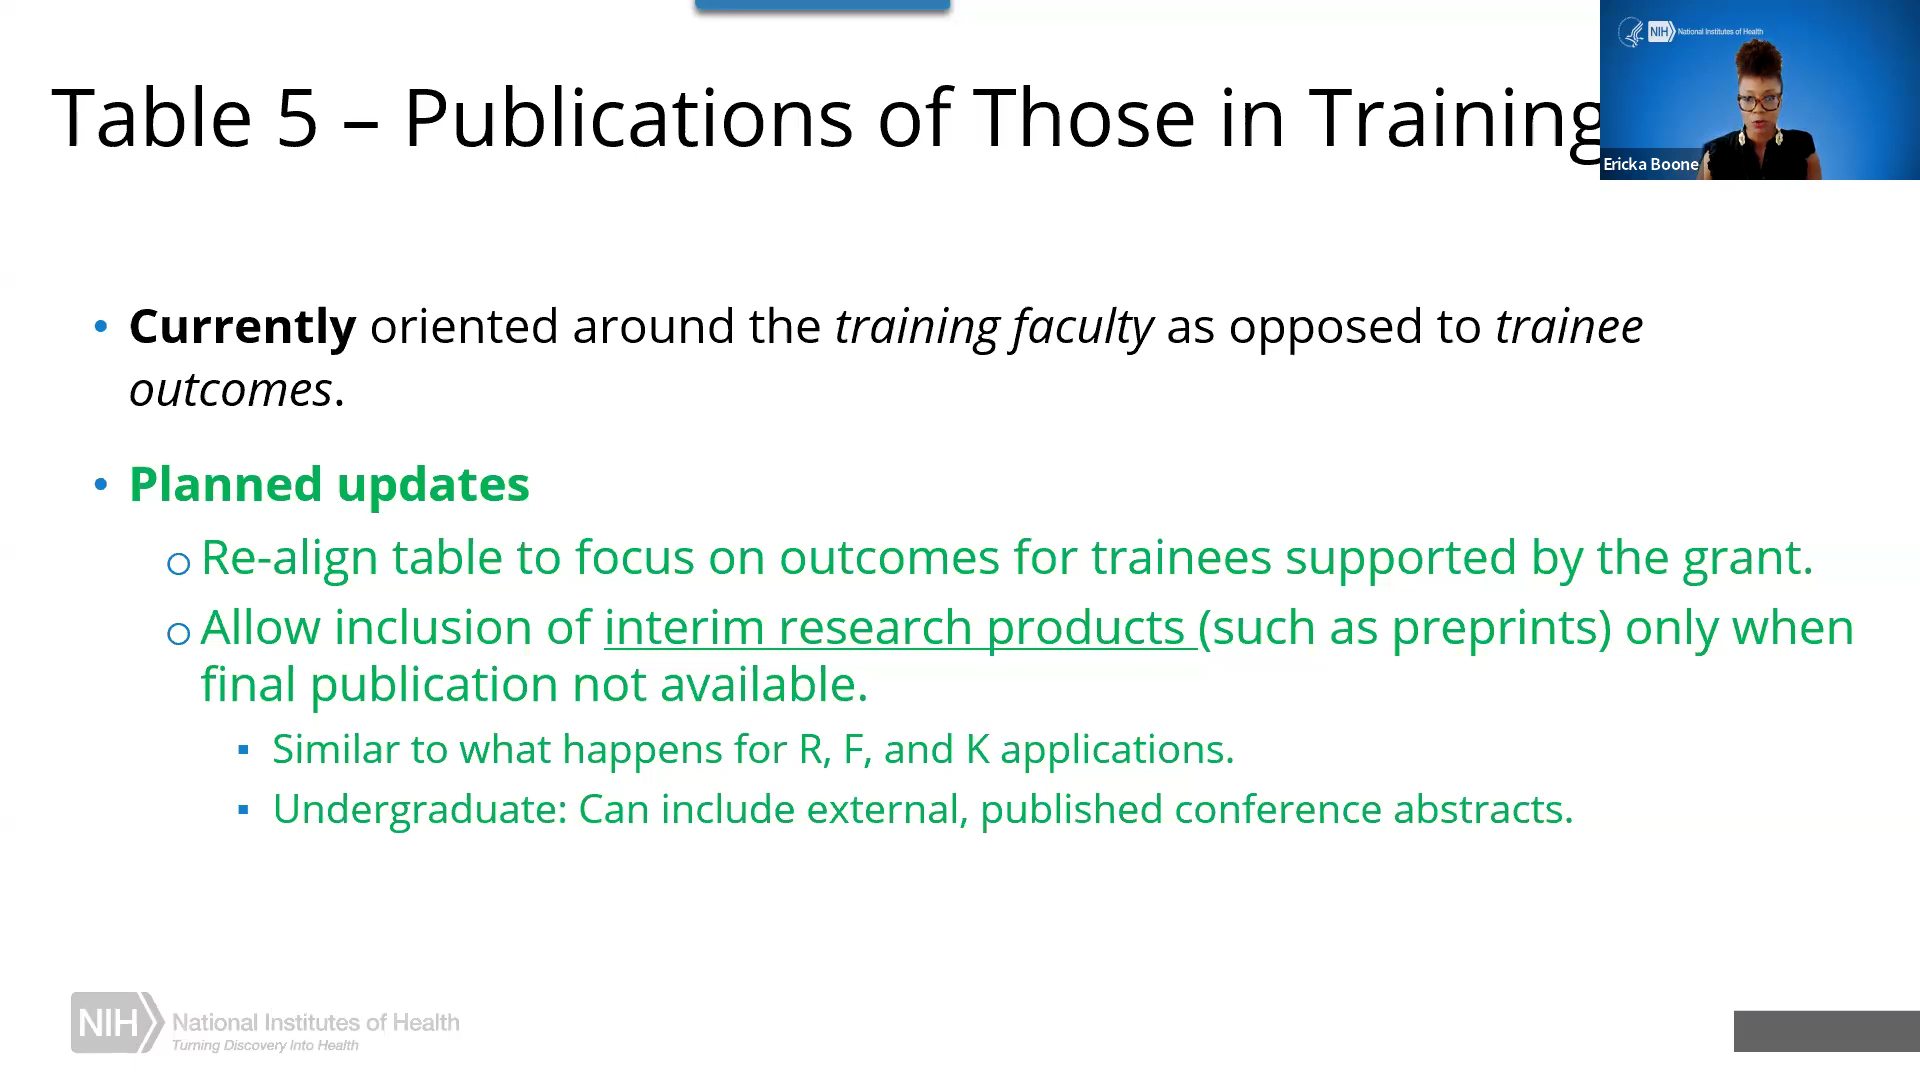 Table 5 – Publications of Those in Training
NIH National Institutes of Health
Ericka Boone
• Currently oriented around the training faculty as opposed to trainee
outcomes.
• Planned updates
o Re-align table to focus on outcomes for trainees supported by the grant.
o Allow inclusion of interim research products (such as preprints) only when
final publication not available.
▪ Similar to what happens for R, F, and K applications.
▪ Undergraduate: Can include external, published conference abstracts.
NIH National Institutes of Health
Turning Discovery Into Health